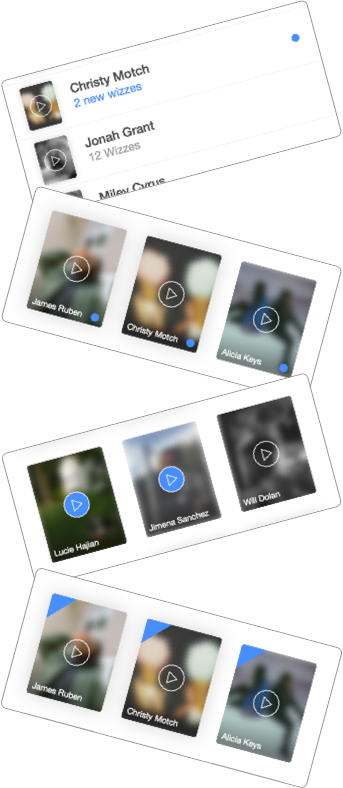 Christy Motch
2 new wizzes
Jonah Grant
12 Wizzes
Miley Cyrus
James Ruben
Christy Motch
Alicia Keys
Lucie Hajian
Jimena Sanchez
Will Dolan
James Ruben
Christy Motch
Alicia Keys